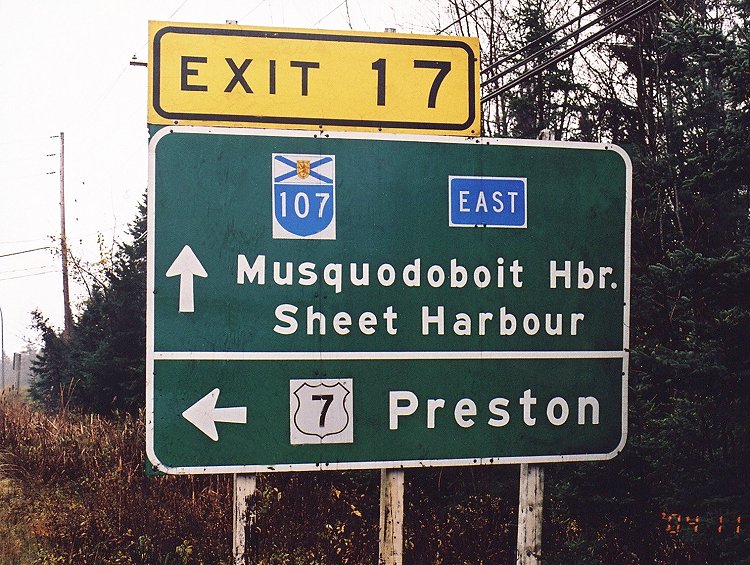 EXIT 17
107 EAST
Musquodoboit Hbr.
Sheet Harbour
7 Preston
'04 11